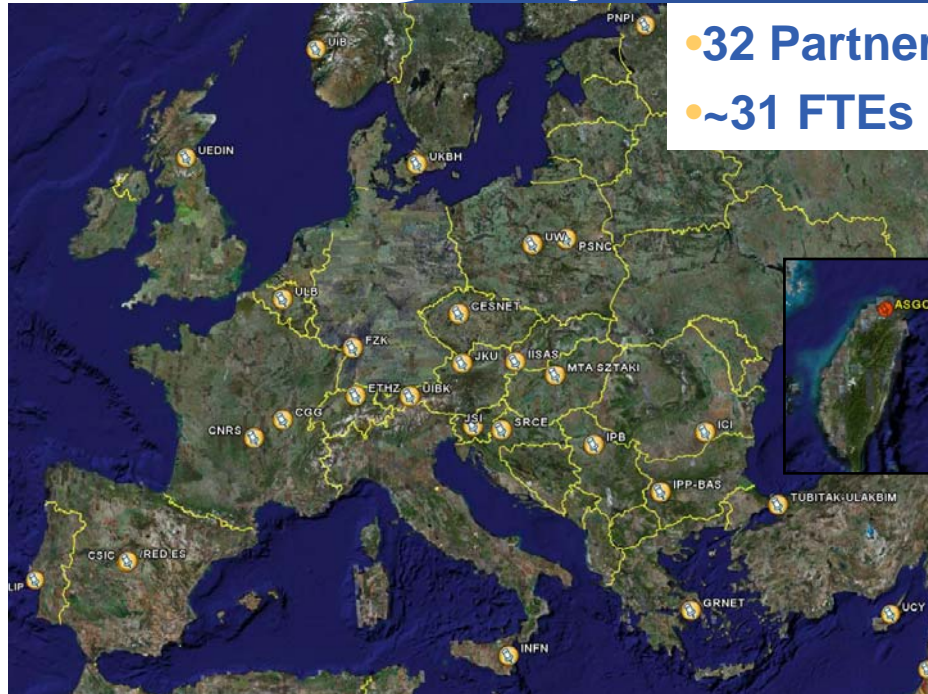 PNPI
•32 Partner
•~31 FTEs
UiB
UEDIN
UKBH
UW
PSNC
ULB
CESNET
ASGC
FZK
JKU
IISAS
MTA SZTAKI
ETHZ
UIBK
CGG
CNRS
JSI
SRCE
IPB
ICI
IPP-BAS
TUBITAK-ULAKBIM
CSIC
/RED.ES
LIP
GRNET
UCY
INFN